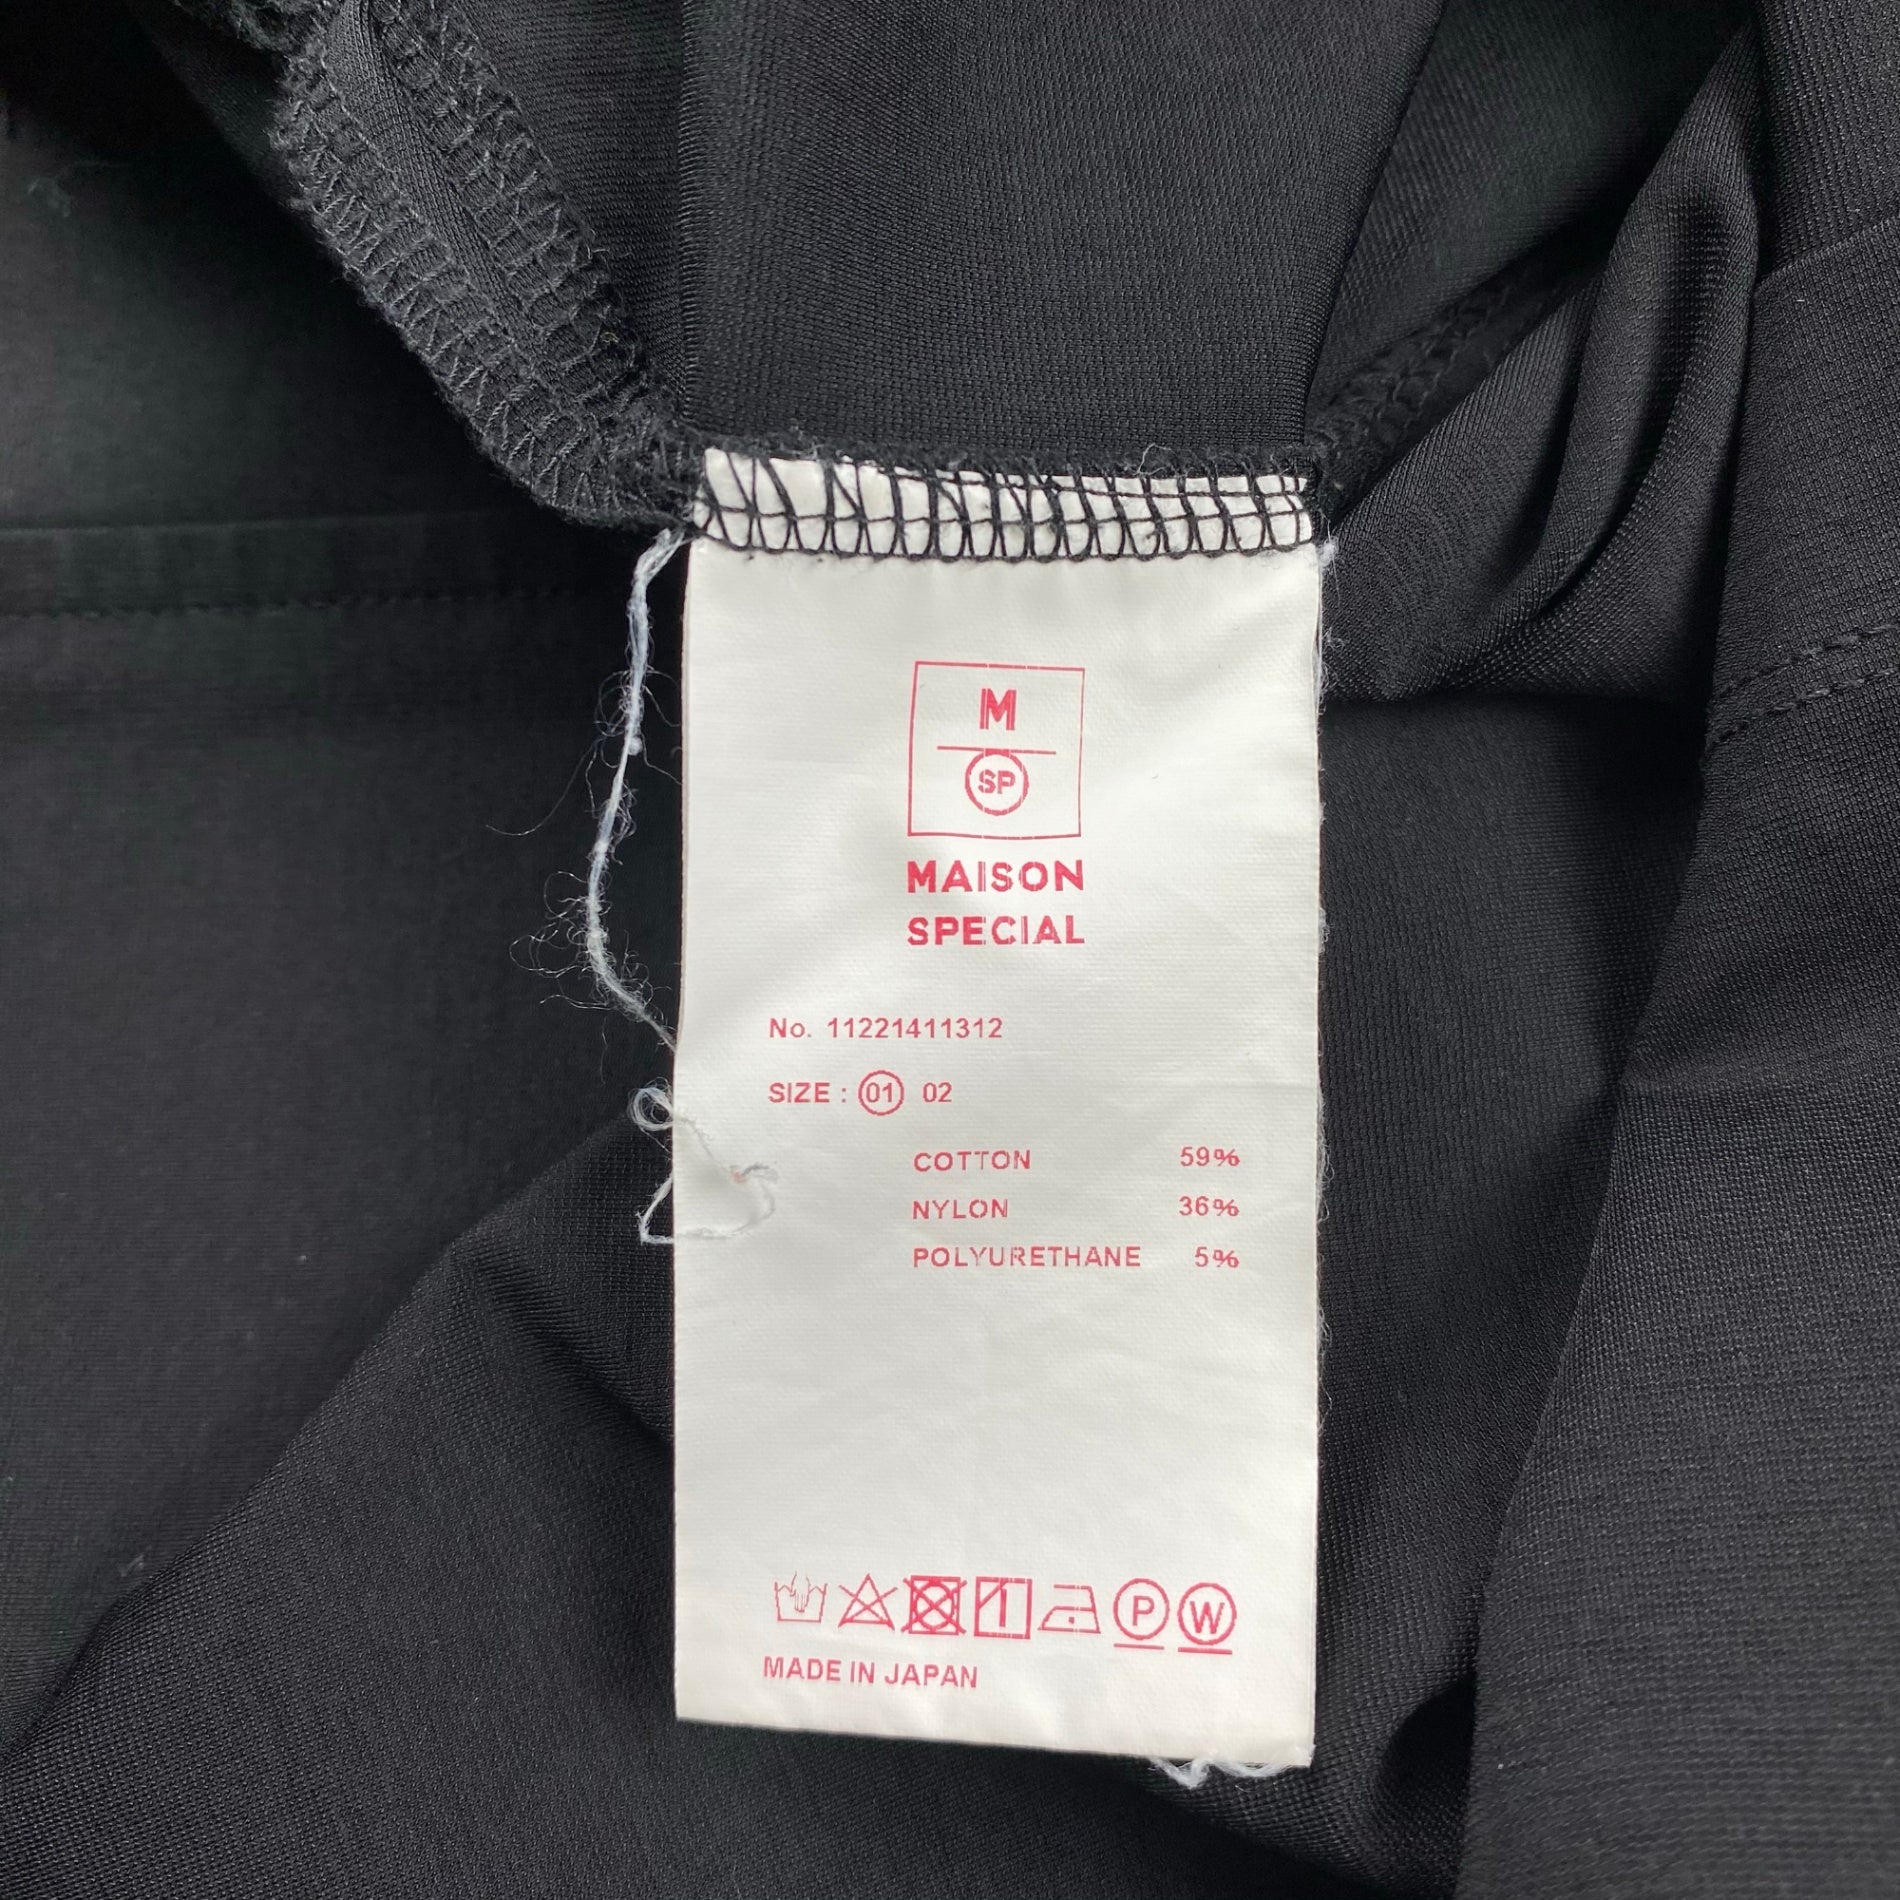 M
SP
MAISON
SPECIAL
No. 11221411312
SIZE : 01 02
COTTON 59%
NYLON 36%
POLYURETHANE 5%
P W
MADE IN JAPAN